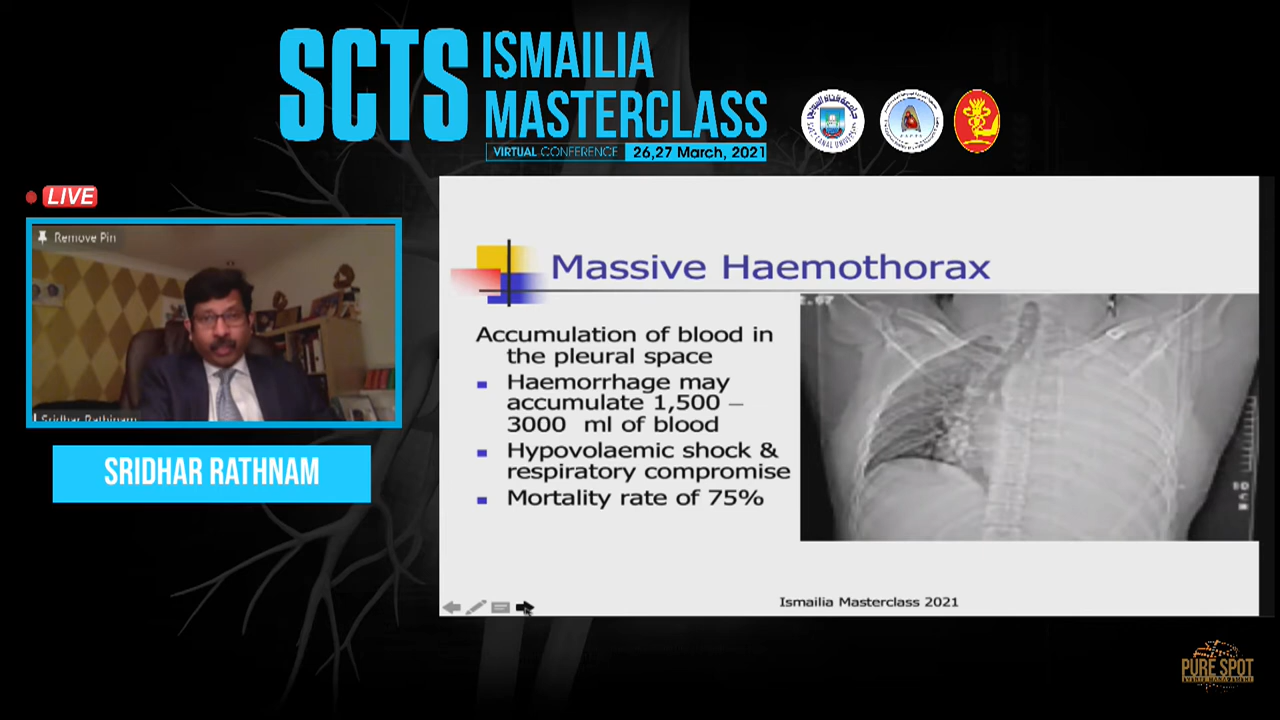 SCTS ISMAILIA
MASTERCLASS
VIRTUAL CONFERENCE 26,27 March, 2021
LIVE
Remove Pin
Sridhar Rathinam
SRIDHAR RATHNAM
Massive Haemothorax
Accumulation of blood in
the pleural space
Haemorrhage may
accumulate 1,500 –
3000 ml of blood
Hypovolaemic shock &
respiratory compromise
Mortality rate of 75%
Ismailia Masterclass 2021
PURE SPOT